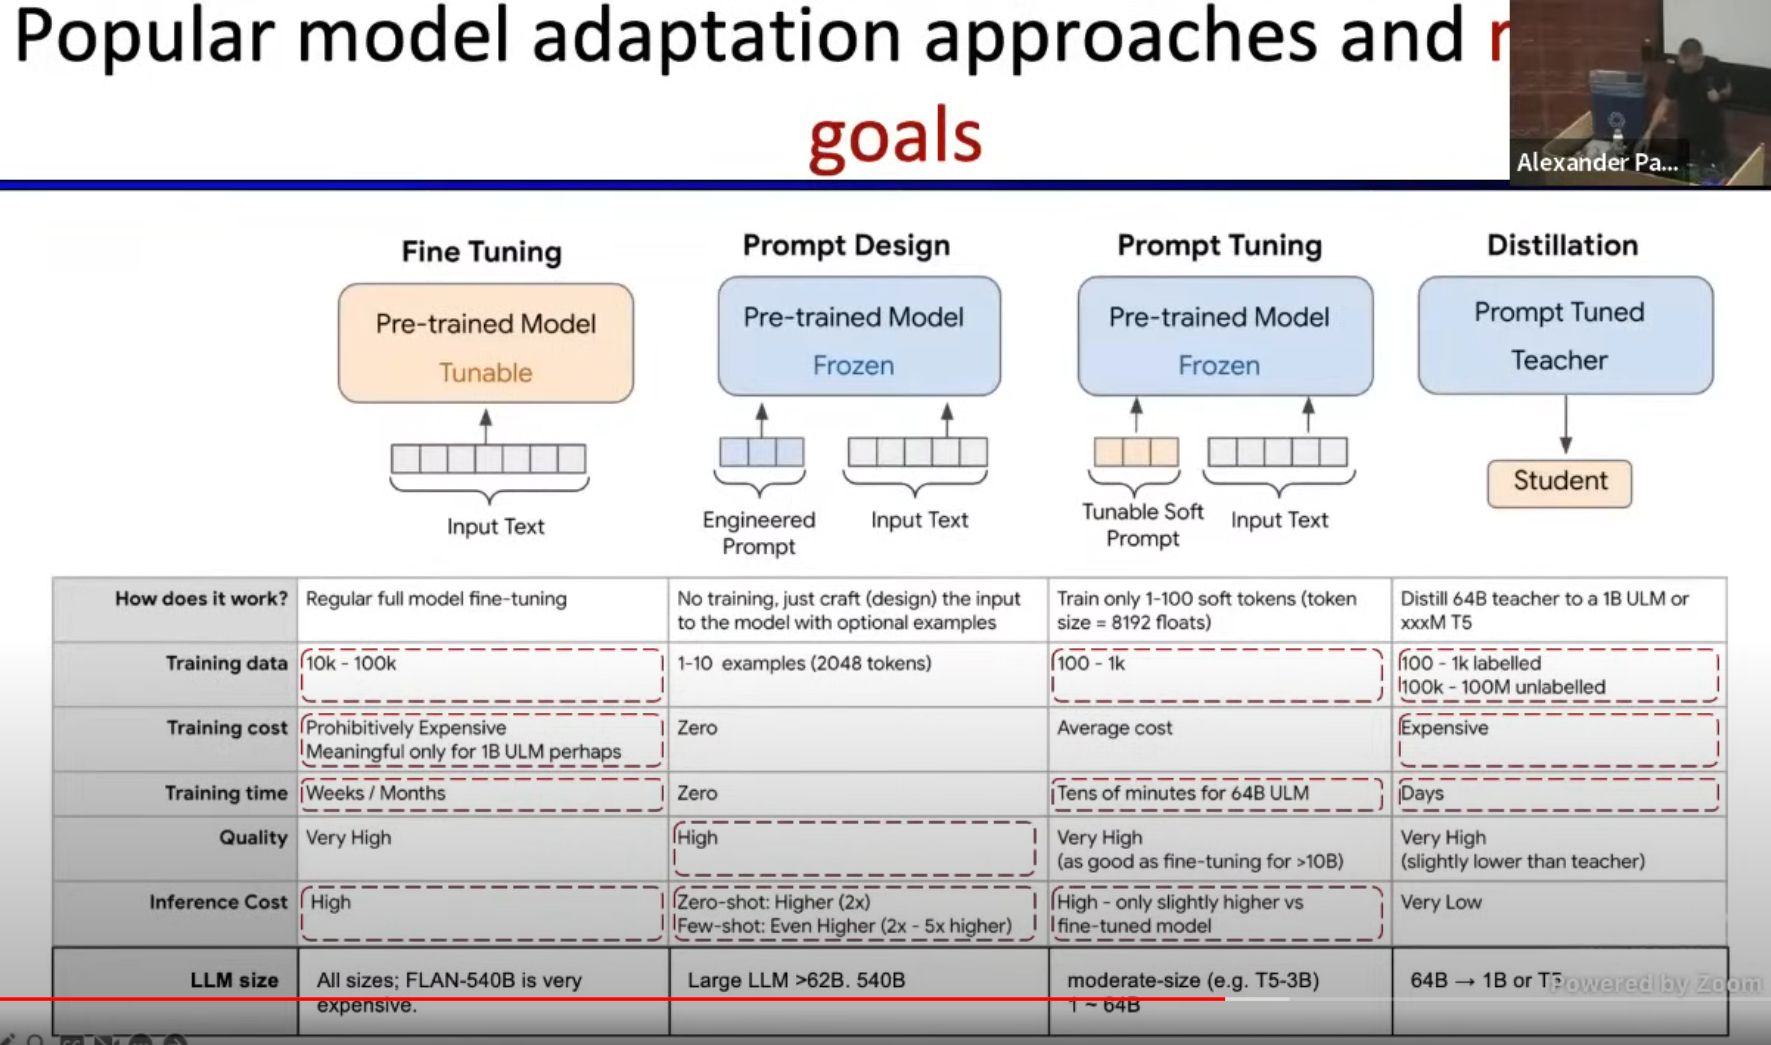 Popular model adaptation approaches and
goals
Alexander Pa...
Fine Tuning
Pre-trained Model
Tunable
Input Text
Prompt Design
Pre-trained Model
Frozen
Engineered
Prompt
Input Text
Prompt Tuning
Pre-trained Model
Frozen
Tunable Soft
Prompt
Input Text
Distillation
Prompt Tuned
Teacher
Student
How does it work?
Regular full model fine-tuning
No training, just craft (design) the input
to the model with optional examples
Train only 1-100 soft tokens (token
size = 8192 floats)
Distill 64B teacher to a 1B ULM or
xxxM T5
Training data
10k - 100k
1-10 examples (2048 tokens)
100 - 1k
100 - 1k labelled
100k - 100M unlabelled
Training cost
Prohibitively Expensive
Meaningful only for 1B ULM perhaps
Zero
Average cost
Expensive
Training time
Weeks / Months
Zero
Tens of minutes for 64B ULM
Days
Quality
Very High
High
Very High
(as good as fine-tuning for >10B)
Very High
(slightly lower than teacher)
Inference Cost
High
Zero-shot: Higher (2x)
Few-shot: Even Higher (2x - 5x higher)
High - only slightly higher vs
fine-tuned model
Very Low
LLM size
All sizes; FLAN-540B is very
expensive.
Large LLM >62B. 540B
moderate-size (e.g. T5-3B)
1 ~ 64B
64B → 1B or T5
Powered by Zoom